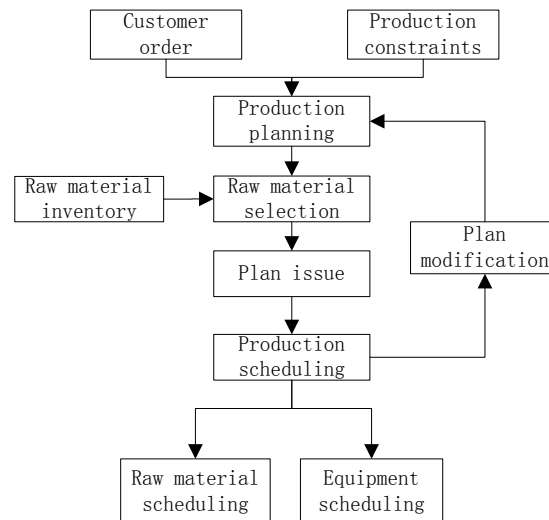 Customer
order
Production
constraints
Production
planning
Raw material
inventory
Raw material
selection
Plan
modification
Plan issue
Production
scheduling
Raw material
scheduling
Equipment
scheduling